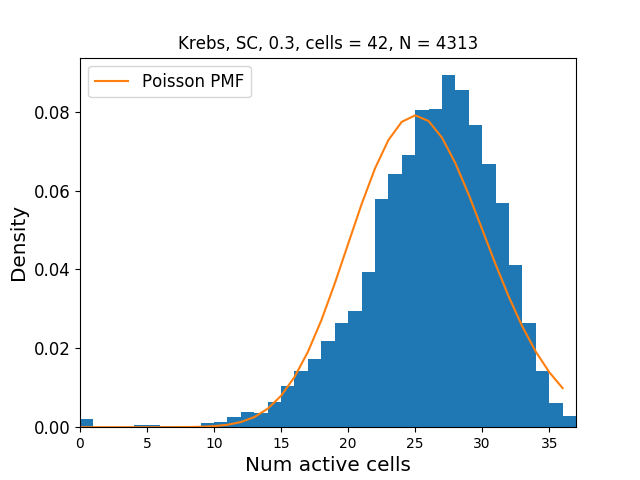 Krebs, SC, 0.3, cells = 42, N = 4313
Poisson PMF
0.08
0.06
0.04
0.02
0.00
Density
0 5 10 15 20 25 30 35
Num active cells